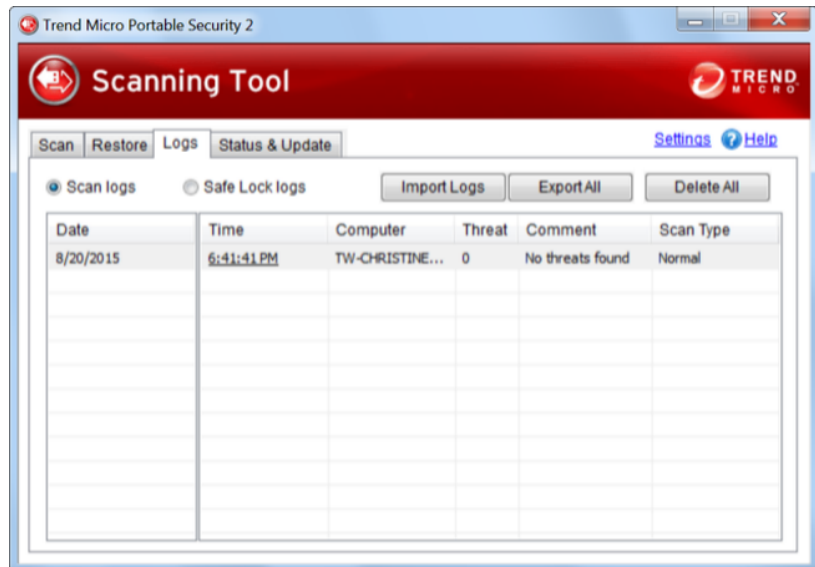 Trend Micro Portable Security 2
Scanning Tool
TREND MICRO
Scan Restore Logs Status & Update Settings Help
Scan logs Safe Lock logs Import Logs Export All Delete All
Date Time Computer Threat Comment Scan Type
8/20/2015 6:41:41 PM TW-CHRISTINE... 0 No threats found Normal